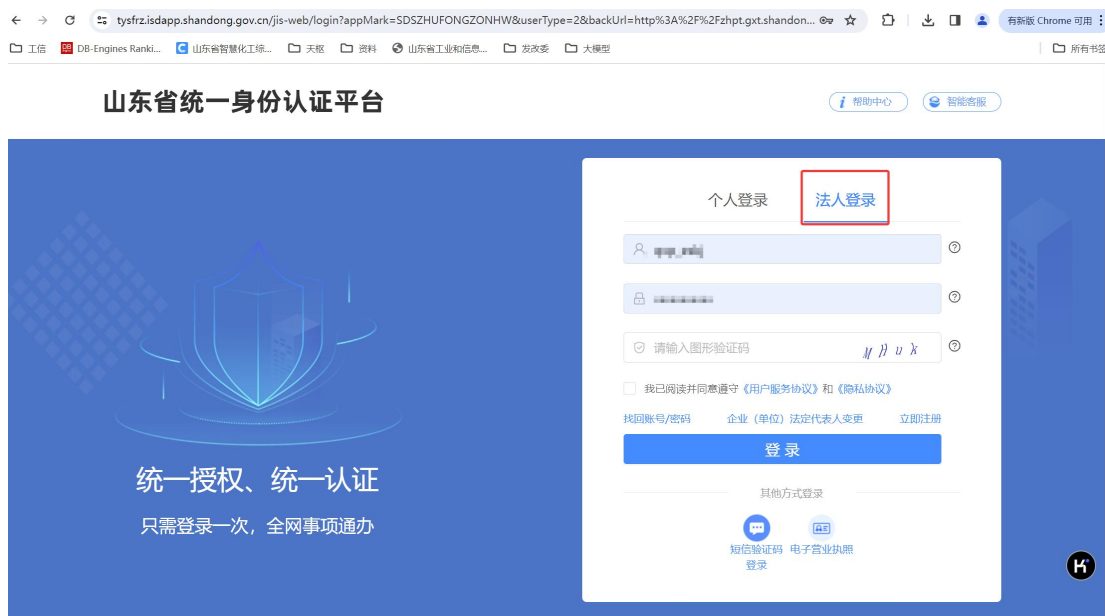 tysfrz.isdapp.shandong.gov.cn/jis-web/login?appMark=SDSZHUFONGZONHW&userType=2&backUrl=http%3A%2F%2Fzhpt.gxt.shandon...
有新版 Chrome 可用
工信 DB-Engines Ranki... 山东省智慧化工综... 天枢 资料 山东省工业和信息... 发改委 大模型 所有书签
山东省统一身份认证平台
帮助中心 智能客服
个人登录 法人登录
请输入图形验证码
我已阅读并同意遵守《用户服务协议》和《隐私协议》
找回账号/密码 企业（单位）法定代表人变更 立即注册
登 录
其他方式登录
短信验证码
登录
电子营业执照
统一授权、统一认证
只需登录一次，全网事项通办